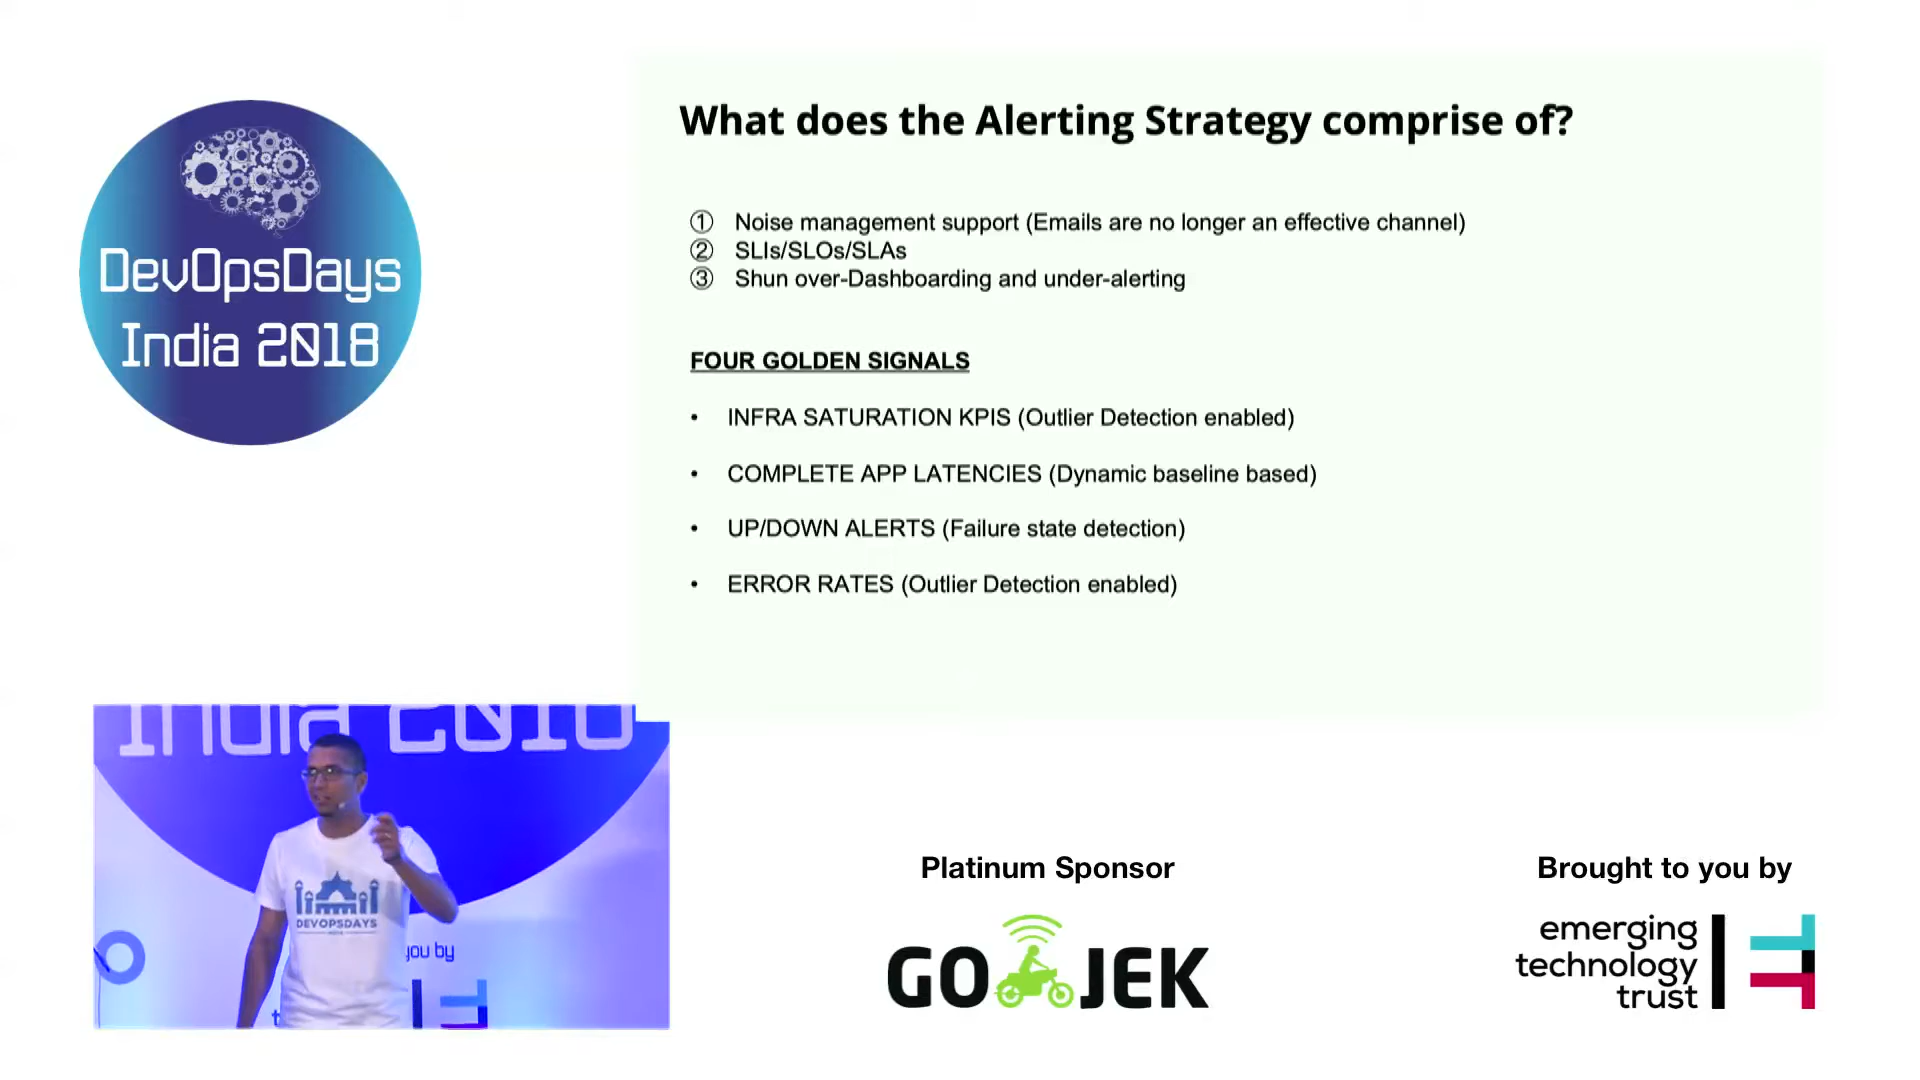 DevOpsDays
India 2018
What does the Alerting Strategy comprise of?
① Noise management support (Emails are no longer an effective channel)
② SLIs/SLOs/SLAs
③ Shun over-Dashboarding and under-alerting
FOUR GOLDEN SIGNALS
• INFRA SATURATION KPIS (Outlier Detection enabled)
• COMPLETE APP LATENCIES (Dynamic baseline based)
• UP/DOWN ALERTS (Failure state detection)
• ERROR RATES (Outlier Detection enabled)
India 2018
DEVOPSDAYS
you by
Platinum Sponsor
GO JEK
Brought to you by
emerging
technology
trust